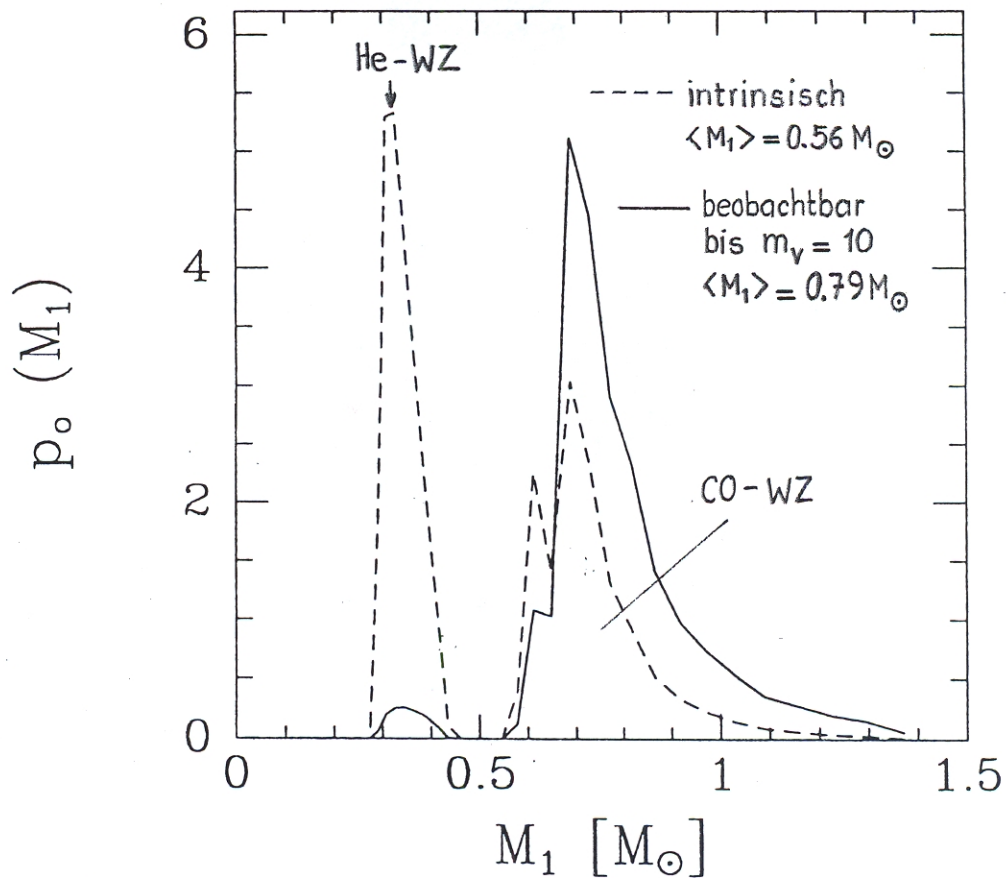 6
He-WZ
intrinsisch
<M₁> = 0.56 M☉
beobachtbar
bis mᵥ = 10
<M₁> = 0.79 M☉
4
p₀ (M₁)
2
CO-WZ
0
0
0.5
1
1.5
M₁ [M☉]